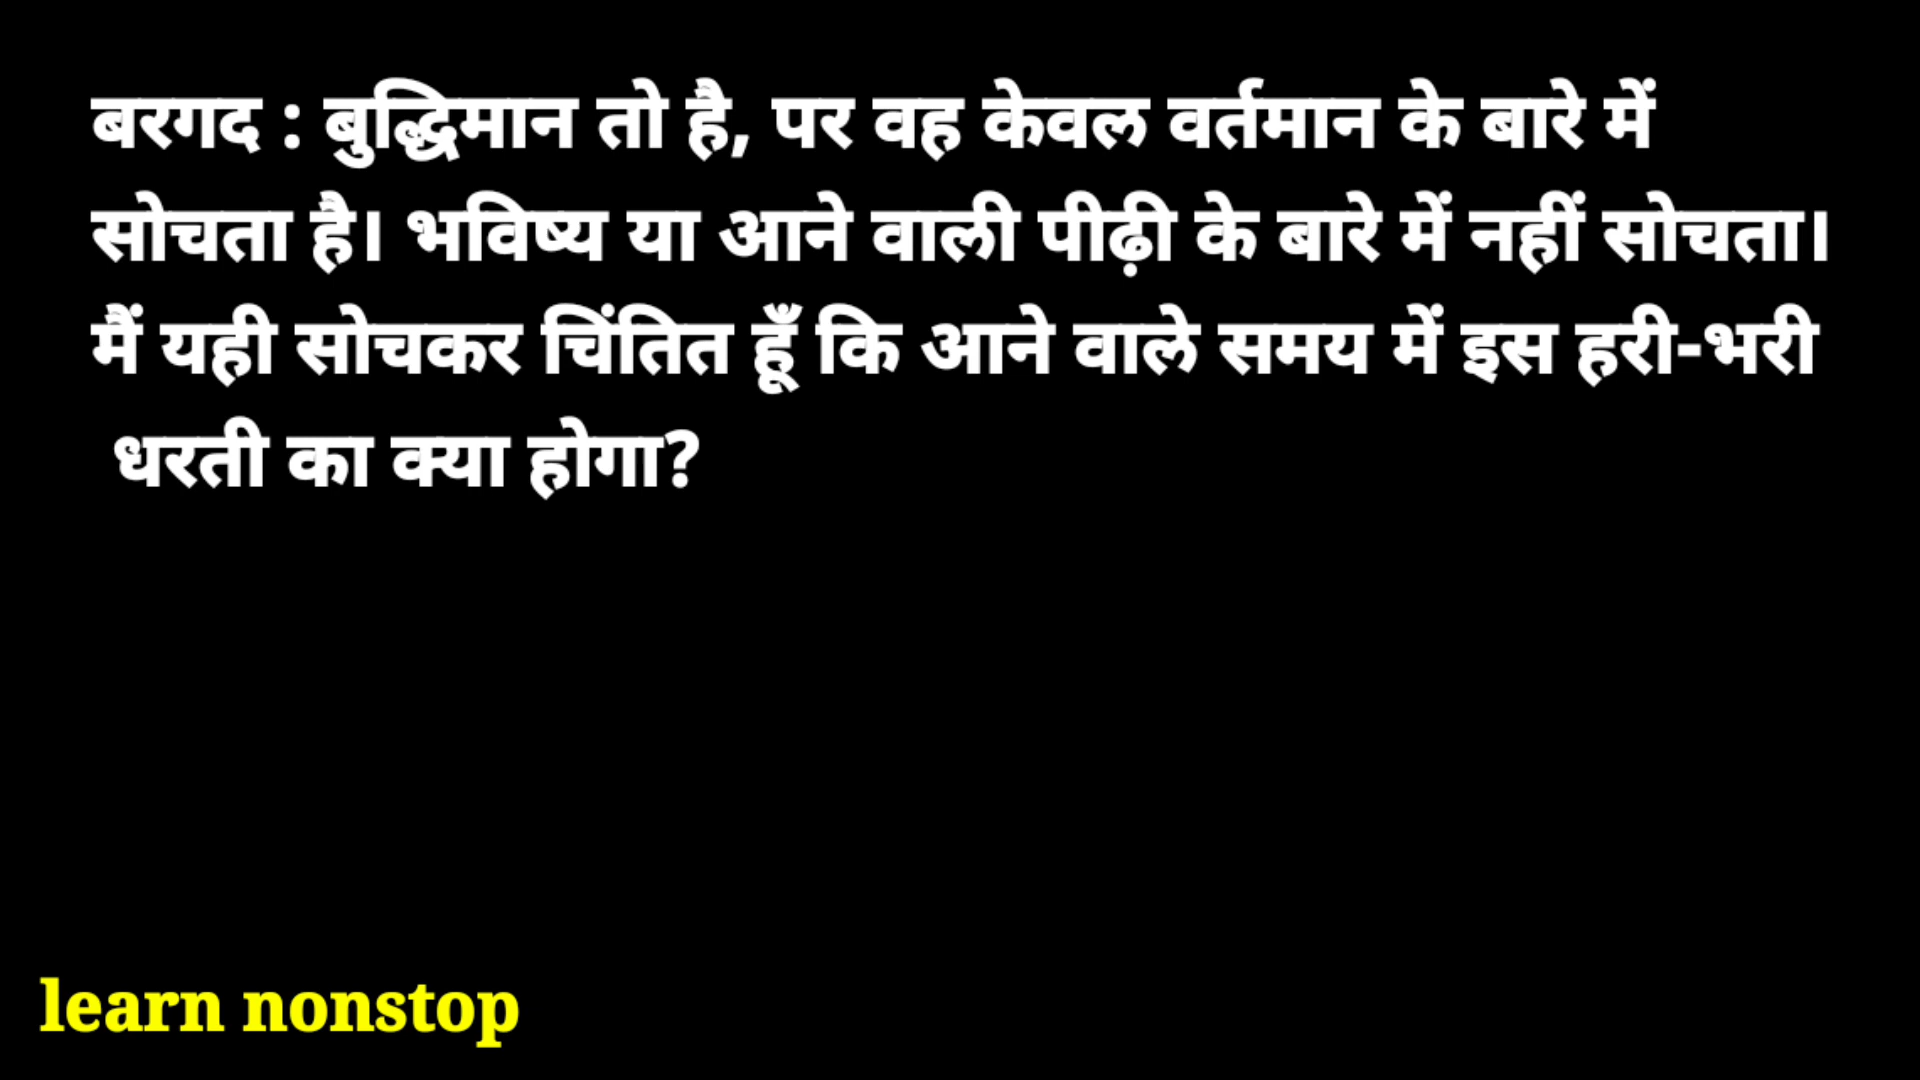 बरगद : बुद्धिमान तो है, पर वह केवल वर्तमान के बारे में
सोचता है। भविष्य या आने वाली पीढ़ी के बारे में नहीं सोचता।
मैं यही सोचकर चिंतित हूँ कि आने वाले समय में इस हरी-भरी
धरती का क्या होगा?
learn nonstop